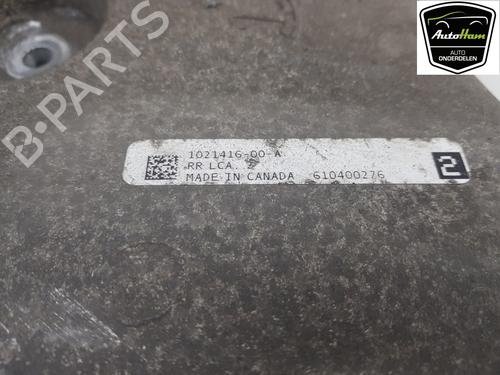 AutoHam
AUTO
ONDERDELEN
B-PARTS
1021416-00-A
RR LCA.
MADE IN CANADA 610400276
2